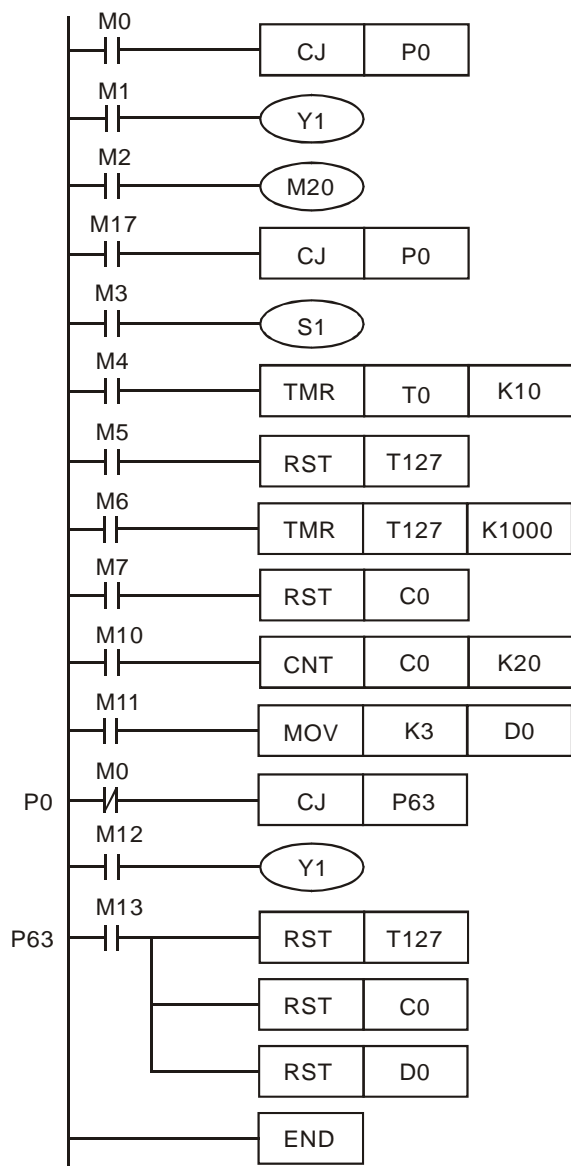 M0
CJ P0
M1
Y1
M2
M20
M17
CJ P0
M3
S1
M4
TMR T0 K10
M5
RST T127
M6
TMR T127 K1000
M7
RST C0
M10
CNT C0 K20
M11
MOV K3 D0
M0
P0 CJ P63
M12
Y1
M13
P63 RST T127
RST C0
RST D0
END